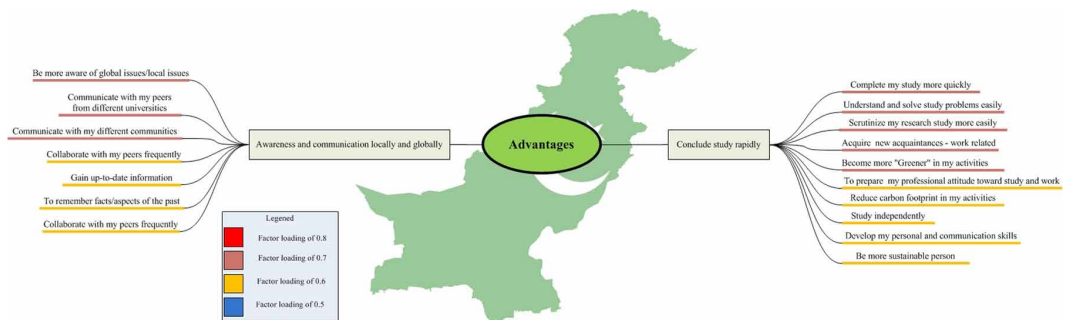 Be more aware of global issues/local issues
Communicate with my peers
from different universities
Communicate with my different communities
Collaborate with my peers frequently
Gain up-to-date information
To remember facts/aspects of the past
Collaborate with my peers frequently
Awareness and communication locally and globally
Advantages
Conclude study rapidly
Complete my study more quickly
Understand and solve study problems easily
Scrutinize my research study more easily
Acquire new acquaintances - work related
Become more "Greener" in my activities
To prepare my professional attitude toward study and work
Reduce carbon footprint in my activities
Study independently
Develop my personal and communication skills
Be more sustainable person
Legened
Factor loading of 0.8
Factor loading of 0.7
Factor loading of 0.6
Factor loading of 0.5